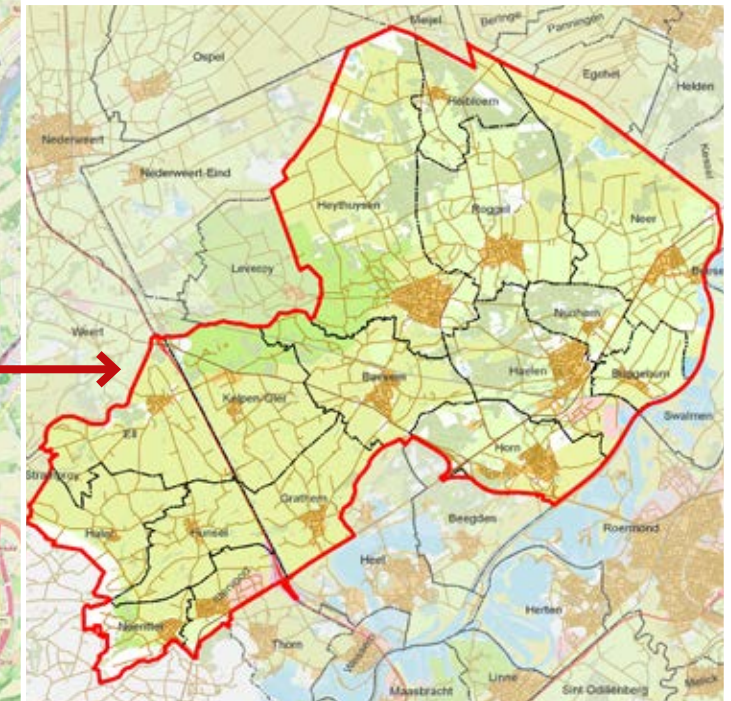 Meijel
Beringe
Panningen
Ospel
Egchel
Helden
Heibloem
Nederweert
Kessel
Nederweert-Eind
Heythuysen
Roggel
Neer
Leveroy
Nunhem
Weert
Haelen
Buggenum
Baexem
Kelpen-Oler
Swalmen
Ell
Horn
Stramproy
Grathem
Beegden
Roermond
Haler
Hunsel
Heel
Ittervoort
Herten
Neeritter
Thorn
Wessem
Linne
Melick
Maasbracht
Sint Odiliënberg